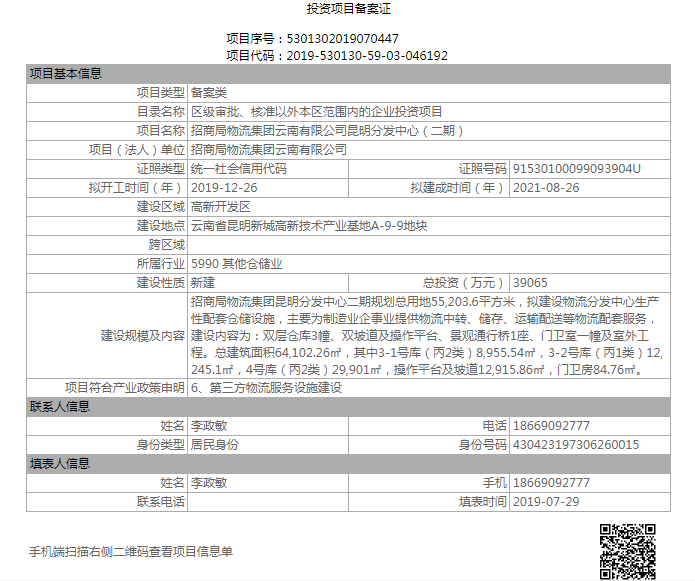 投资项目备案证
项目序号：5301302019070447
项目代码：2019-530130-59-03-046192
项目基本信息
项目类型 备案类
目录名称 区级审批、核准以外本区范围内的企业投资项目
项目名称 招商局物流集团云南有限公司昆明分发中心（二期）
项目（法人）单位 招商局物流集团云南有限公司
证照类型 统一社会信用代码 证照号码 91530100099093904U
拟开工时间（年） 2019-12-26 拟建成时间（年） 2021-08-26
建设区域 高新开发区
建设地点 云南省昆明新城高新技术产业基地A-9-9地块
跨区域
所属行业 5990 其他仓储业
建设性质 新建 总投资（万元） 39065
招商局物流集团昆明分发中心二期规划总用地55,203.6平方米，拟建设物流分发中心生产
性配套仓储设施，主要为制造业企事业提供物流中转、储存、运输配送等物流配套服务，
建设规模及内容 建设内容为：双层仓库3幢、双坡道及操作平台、景观通行桥1座、门卫室一幢及室外工
程。总建筑面积64,102.26㎡，其中3-1号库（丙2类）8,955.54㎡，3-2号库（丙1类）12,
245.1㎡，4号库（丙2类）29,901㎡，操作平台及坡道12,915.86㎡，门卫房84.76㎡。
项目符合产业政策申明 6、第三方物流服务设施建设
联系人信息
姓名 李政敏 电话 18669092777
身份类型 居民身份 身份号码 430423197306260015
填表人信息
姓名 李政敏 手机 18669092777
联系电话 填表时间 2019-07-29
手机端扫描右侧二维码查看项目信息单